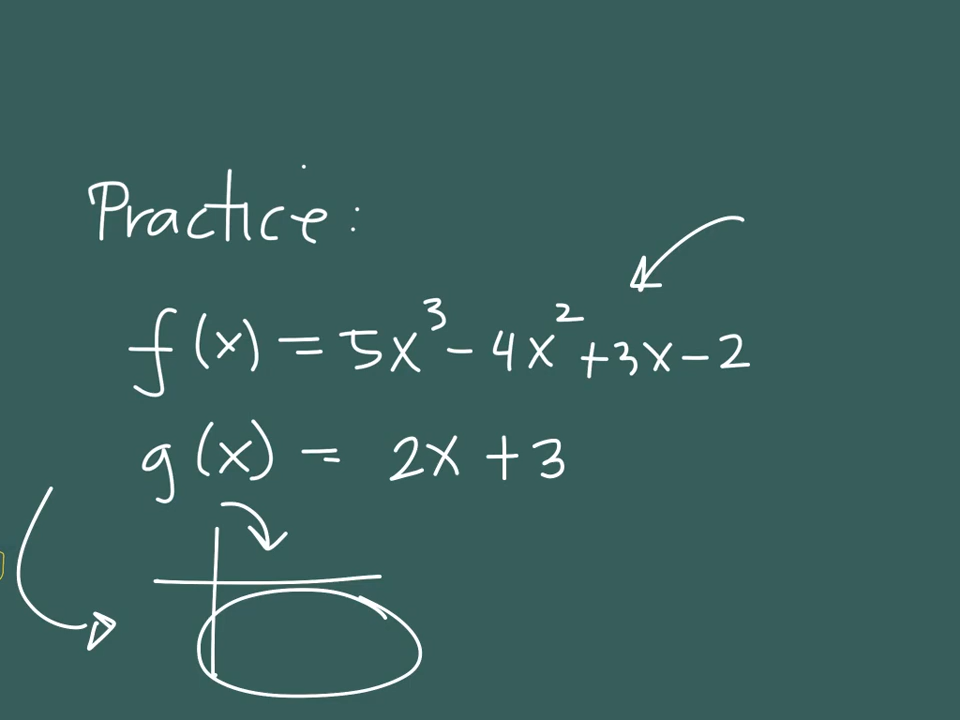 Practice:
f(x) = 5x³ - 4x² + 3x - 2
g(x) = 2x + 3